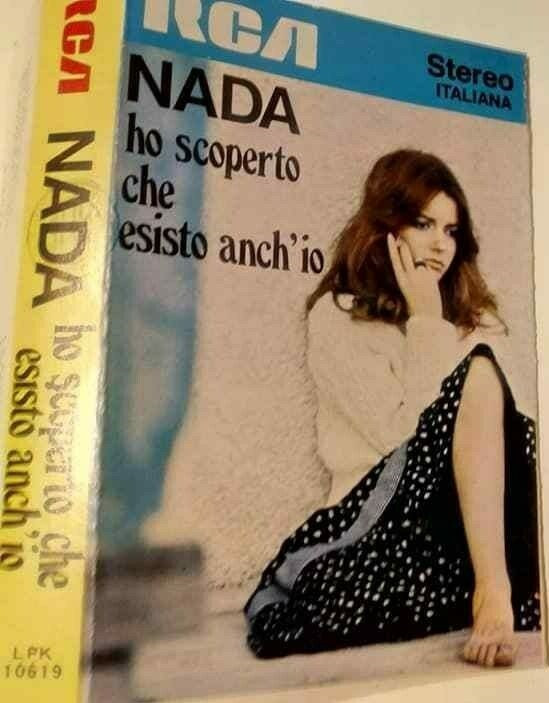 RCA
Stereo
ITALIANA
NADA
ho scoperto
che
esisto anch'io
RCA
NADA
ho scoperto che
esisto anch'io
LPK
10619